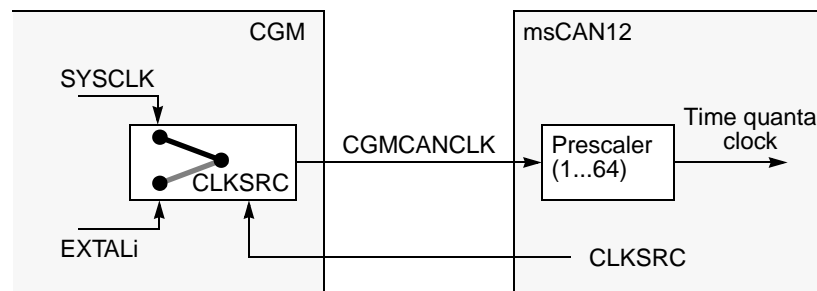 CGM
msCAN12
SYSCLK
CGMCANCLK
Prescaler
(1...64)
Time quanta
clock
CLKSRC
EXTALi
CLKSRC